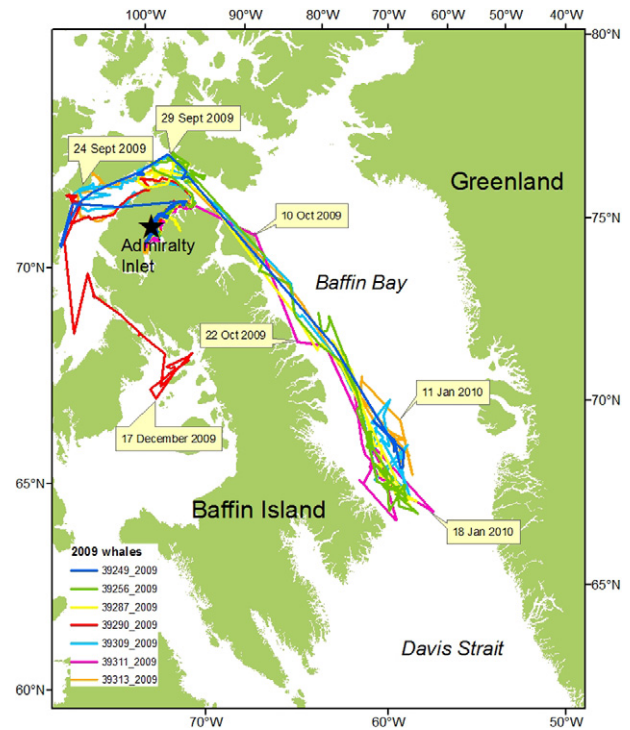 100°W 90°W 80°W 70°W 60°W
80°N
29 Sept 2009
24 Sept 2009
Greenland
75°N
10 Oct 2009
Admiralty
Inlet
70°N
Baffin Bay
22 Oct 2009
11 Jan 2010
70°N
17 December 2009
65°N
Baffin Island
18 Jan 2010
2009 whales
39249_2009
39256_2009
39287_2009
39290_2009
39309_2009
39311_2009
39313_2009
65°N
Davis Strait
60°N
70°W 60°W 50°W